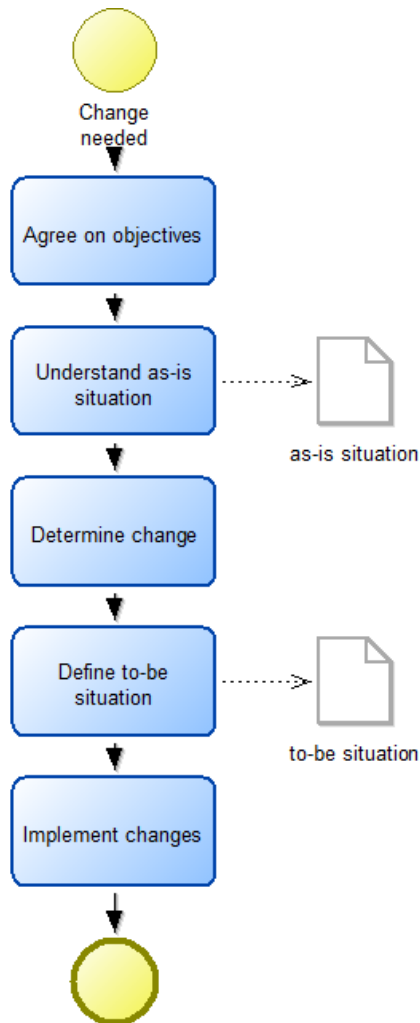 Change
needed
Agree on objectives
Understand as-is
situation
as-is situation
Determine change
Define to-be
situation
to-be situation
Implement changes